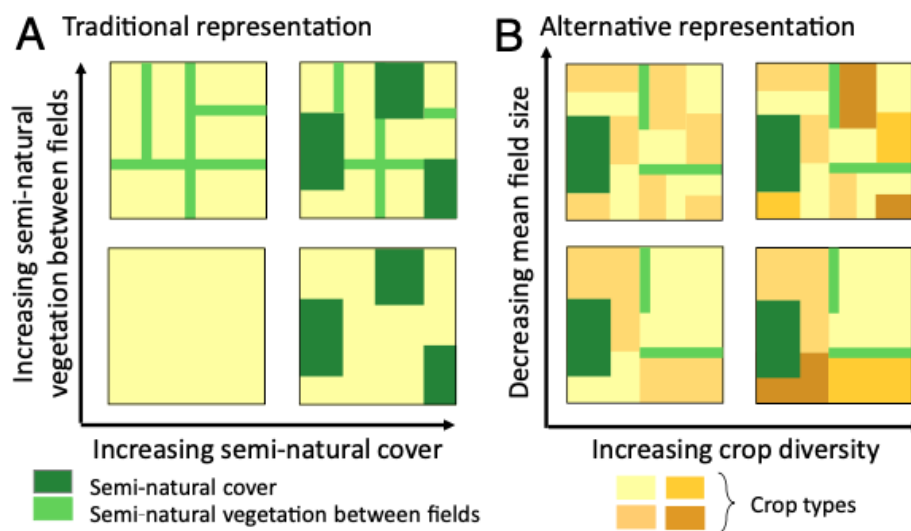 A Traditional representation
Increasing semi-natural
vegetation between fields
Increasing semi-natural cover
Semi-natural cover
Semi-natural vegetation between fields
B Alternative representation
Decreasing mean field size
Increasing crop diversity
Crop types